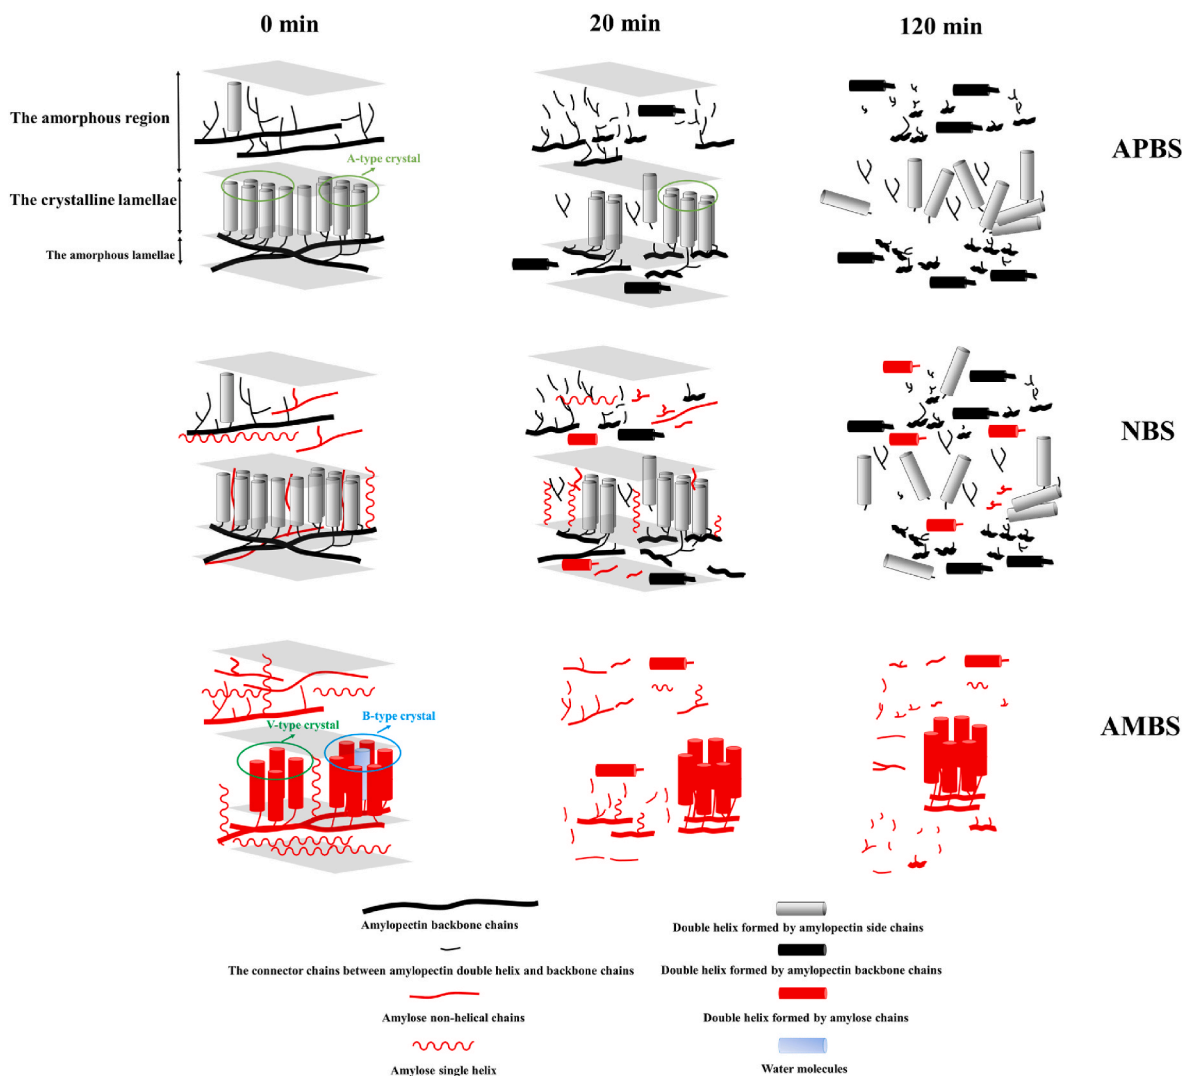 0 min
20 min
120 min
The amorphous region
A-type crystal
APBS
The crystalline lamellae
The amorphous lamellae
NBS
V-type crystal
B-type crystal
AMBS
Amylopectin backbone chains
Double helix formed by amylopectin side chains
The connector chains between amylopectin double helix and backbone chains
Double helix formed by amylopectin backbone chains
Amylose non-helical chains
Double helix formed by amylose chains
Amylose single helix
Water molecules